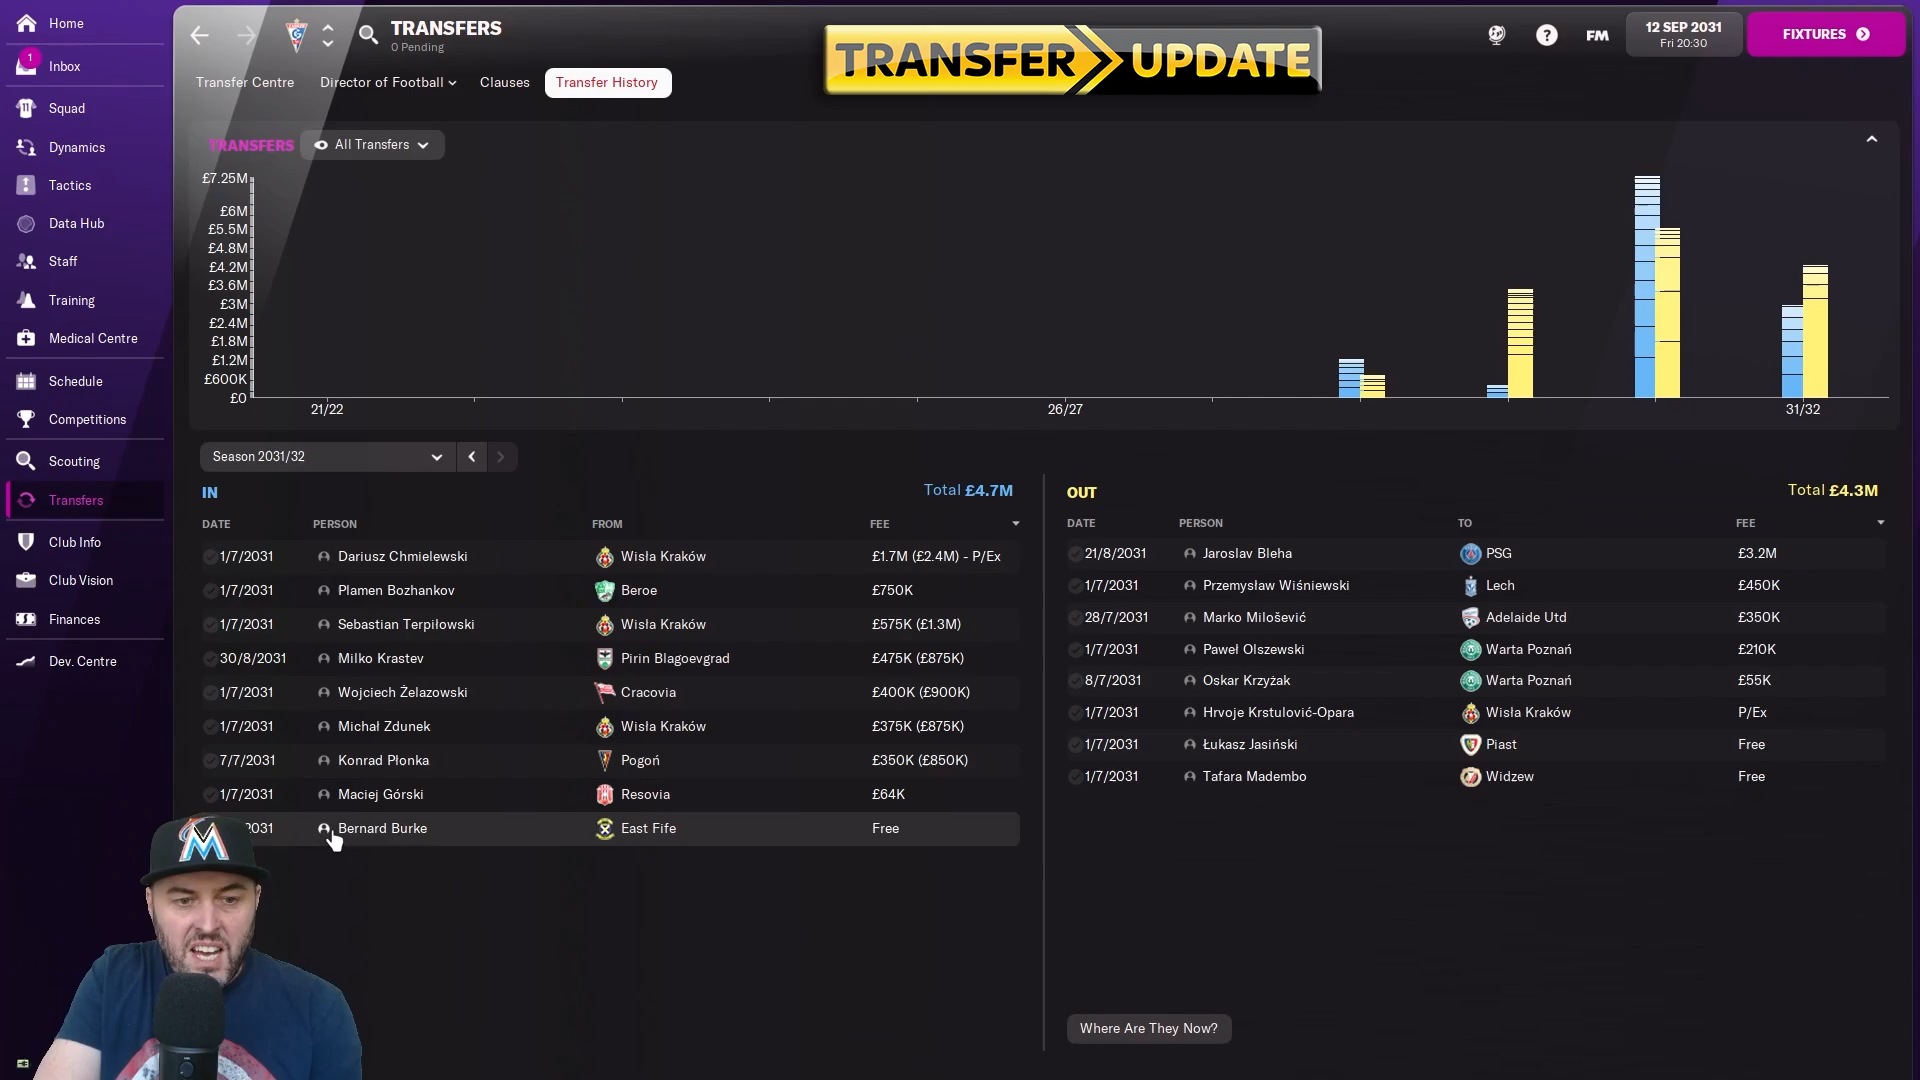 Home
TRANSFERS
0 Pending
TRANSFER UPDATE
FM
12 SEP 2031
Fri 20:30
FIXTURES
1
Inbox
Transfer Centre
Director of Football
Clauses
Transfer History
Squad
Dynamics
Tactics
Data Hub
Staff
Training
Medical Centre
Schedule
Competitions
Scouting
Transfers
Club Info
Club Vision
Finances
Dev. Centre
TRANSFERS
All Transfers
£7.25M
£6M
£5.5M
£4.8M
£4.2M
£3.6M
£3M
£2.4M
£1.8M
£1.2M
£600K
£0
21/22
26/27
31/32
Season 2031/32
IN
Total £4.7M
DATE PERSON FROM FEE
1/7/2031 Dariusz Chmielewski Wisła Kraków £1.7M (£2.4M) - P/Ex
1/7/2031 Plamen Bozhankov Beroe £750K
1/7/2031 Sebastian Terpiłowski Wisła Kraków £575K (£1.3M)
30/8/2031 Milko Krastev Pirin Blagoevgrad £475K (£875K)
1/7/2031 Wojciech Żelazowski Cracovia £400K (£900K)
1/7/2031 Michał Zdunek Wisła Kraków £375K (£875K)
7/7/2031 Konrad Plonka Pogoń £350K (£850K)
1/7/2031 Maciej Górski Resovia £64K
2031 Bernard Burke East Fife Free
OUT
Total £4.3M
DATE PERSON TO FEE
21/8/2031 Jaroslav Bleha PSG £3.2M
1/7/2031 Przemysław Wiśniewski Lech £450K
28/7/2031 Marko Milošević Adelaide Utd £350K
1/7/2031 Paweł Olszewski Warta Poznań £210K
8/7/2031 Oskar Krzyżak Warta Poznań £55K
1/7/2031 Hrvoje Krstulović-Opara Wisła Kraków P/Ex
1/7/2031 Łukasz Jasiński Piast Free
1/7/2031 Tafara Madembo Widzew Free
Where Are They Now?
M